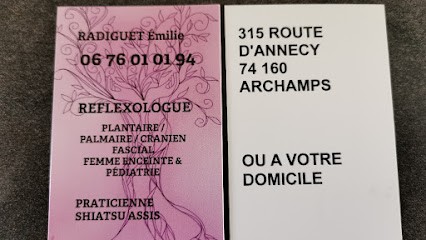 RADIGUET Émilie
06 76 01 01 94
REFLEXOLOGUE
PLANTAIRE /
PALMAIRE / CRANIEN
FASCIAL,
FEMME ENCEINTE &
PÉDIATRIE
PRATICIENNE
SHIATSU ASSIS
315 ROUTE
D'ANNECY
74 160
ARCHAMPS
OU A VOTRE
DOMICILE